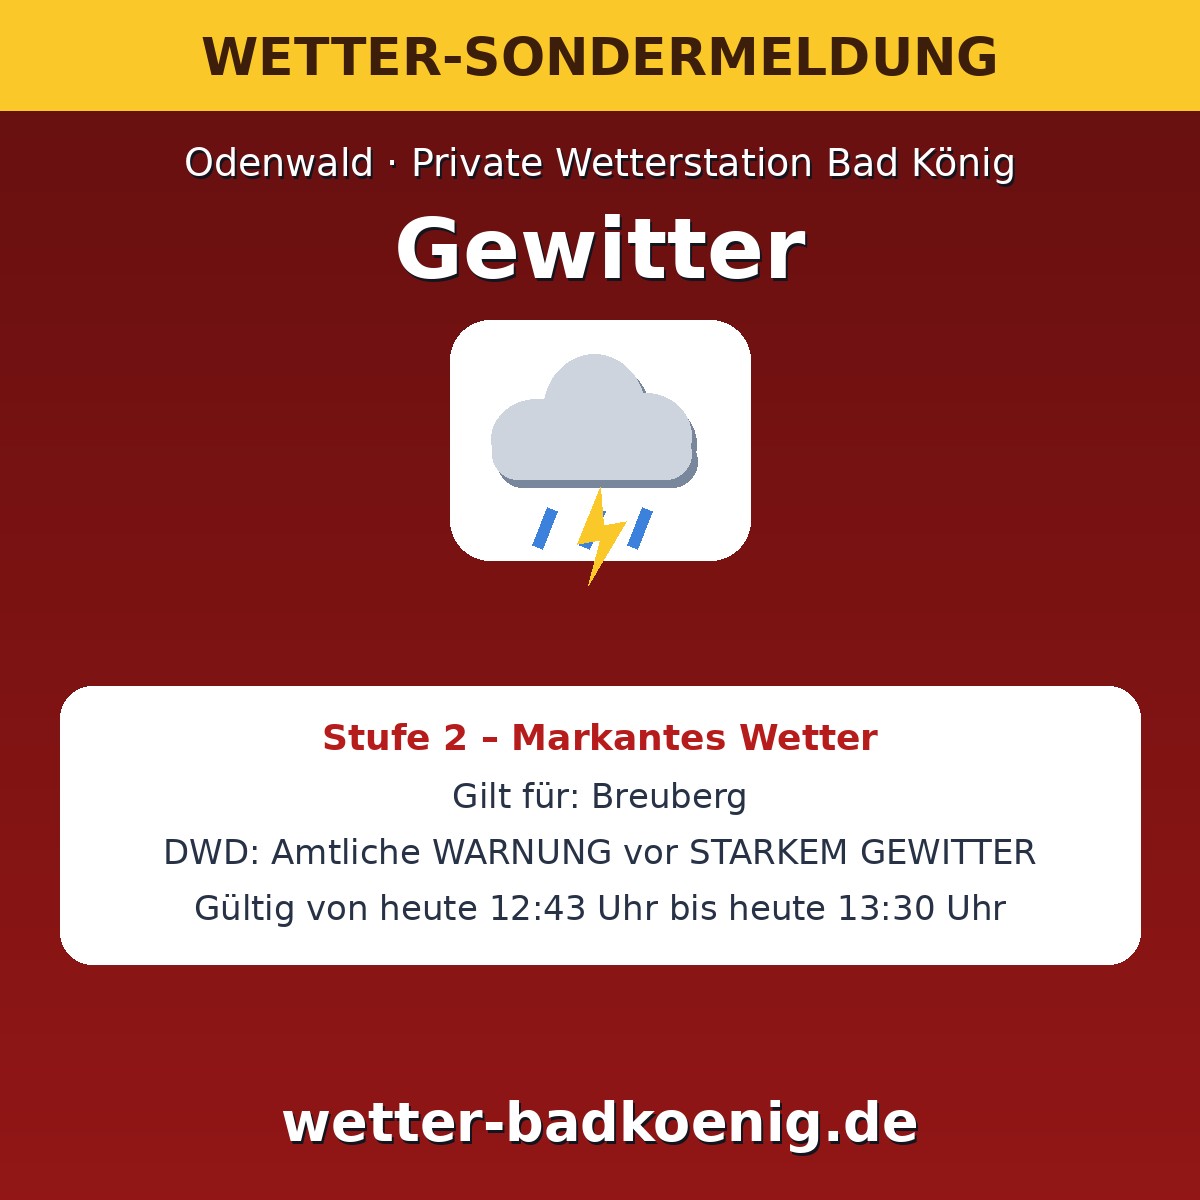 WETTER-SONDERMELDUNG
Odenwald · Private Wetterstation Bad König
Gewitter
Stufe 2 – Markantes Wetter
Gilt für: Breuberg
DWD: Amtliche WARNUNG vor STARKEM GEWITTER
Gültig von heute 12:43 Uhr bis heute 13:30 Uhr
wetter-badkoenig.de